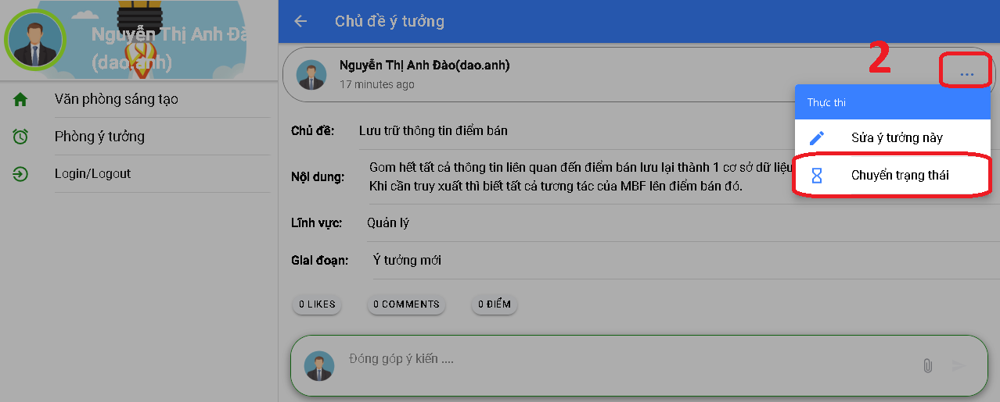 Nguyễn Thị Anh Đà
(dao.anh)
Văn phòng sáng tạo
Phòng ý tưởng
Login/Logout
Chủ đề ý tưởng
Nguyễn Thị Anh Đào(dao.anh)
17 minutes ago
2
...
Thực thi
Sửa ý tưởng này
Chuyển trạng thái
Chủ đề: Lưu trữ thông tin điểm bán
Nội dung: Gom hết tất cả thông tin liên quan đến điểm bán lưu lại thành 1 cơ sở dữ liệu
Khi cần truy xuất thì biết tất cả tương tác của MBF lên điểm bán đó.
Lĩnh vực: Quản lý
Giai đoạn: Ý tưởng mới
0 LIKES 0 COMMENTS 0 ĐIỂM
Đóng góp ý kiến ....